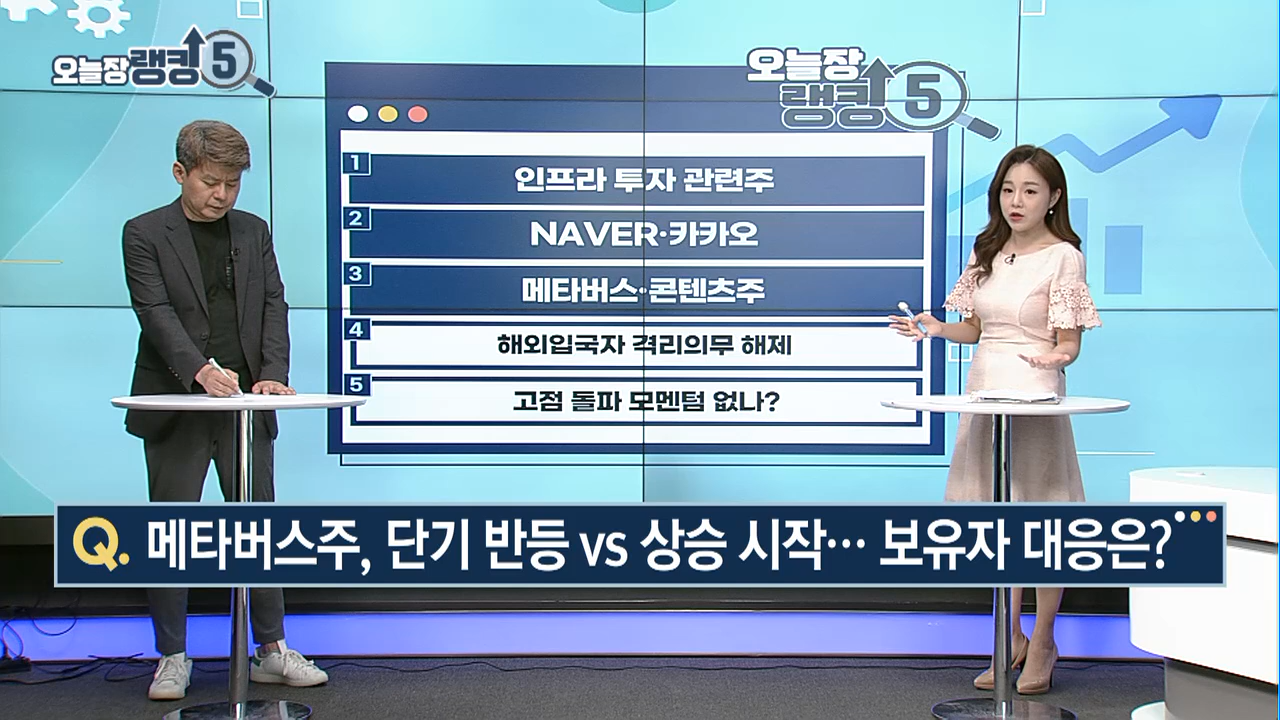 오늘장 랭킹 5
오늘장
랭킹 5
1 인프라 투자 관련주
2 NAVER·카카오
3 메타버스·콘텐츠주
4 해외입국자 격리의무 해제
5 고점 돌파 모멘텀 없나?
Q. 메타버스주, 단기 반등 vs 상승 시작… 보유자 대응은?